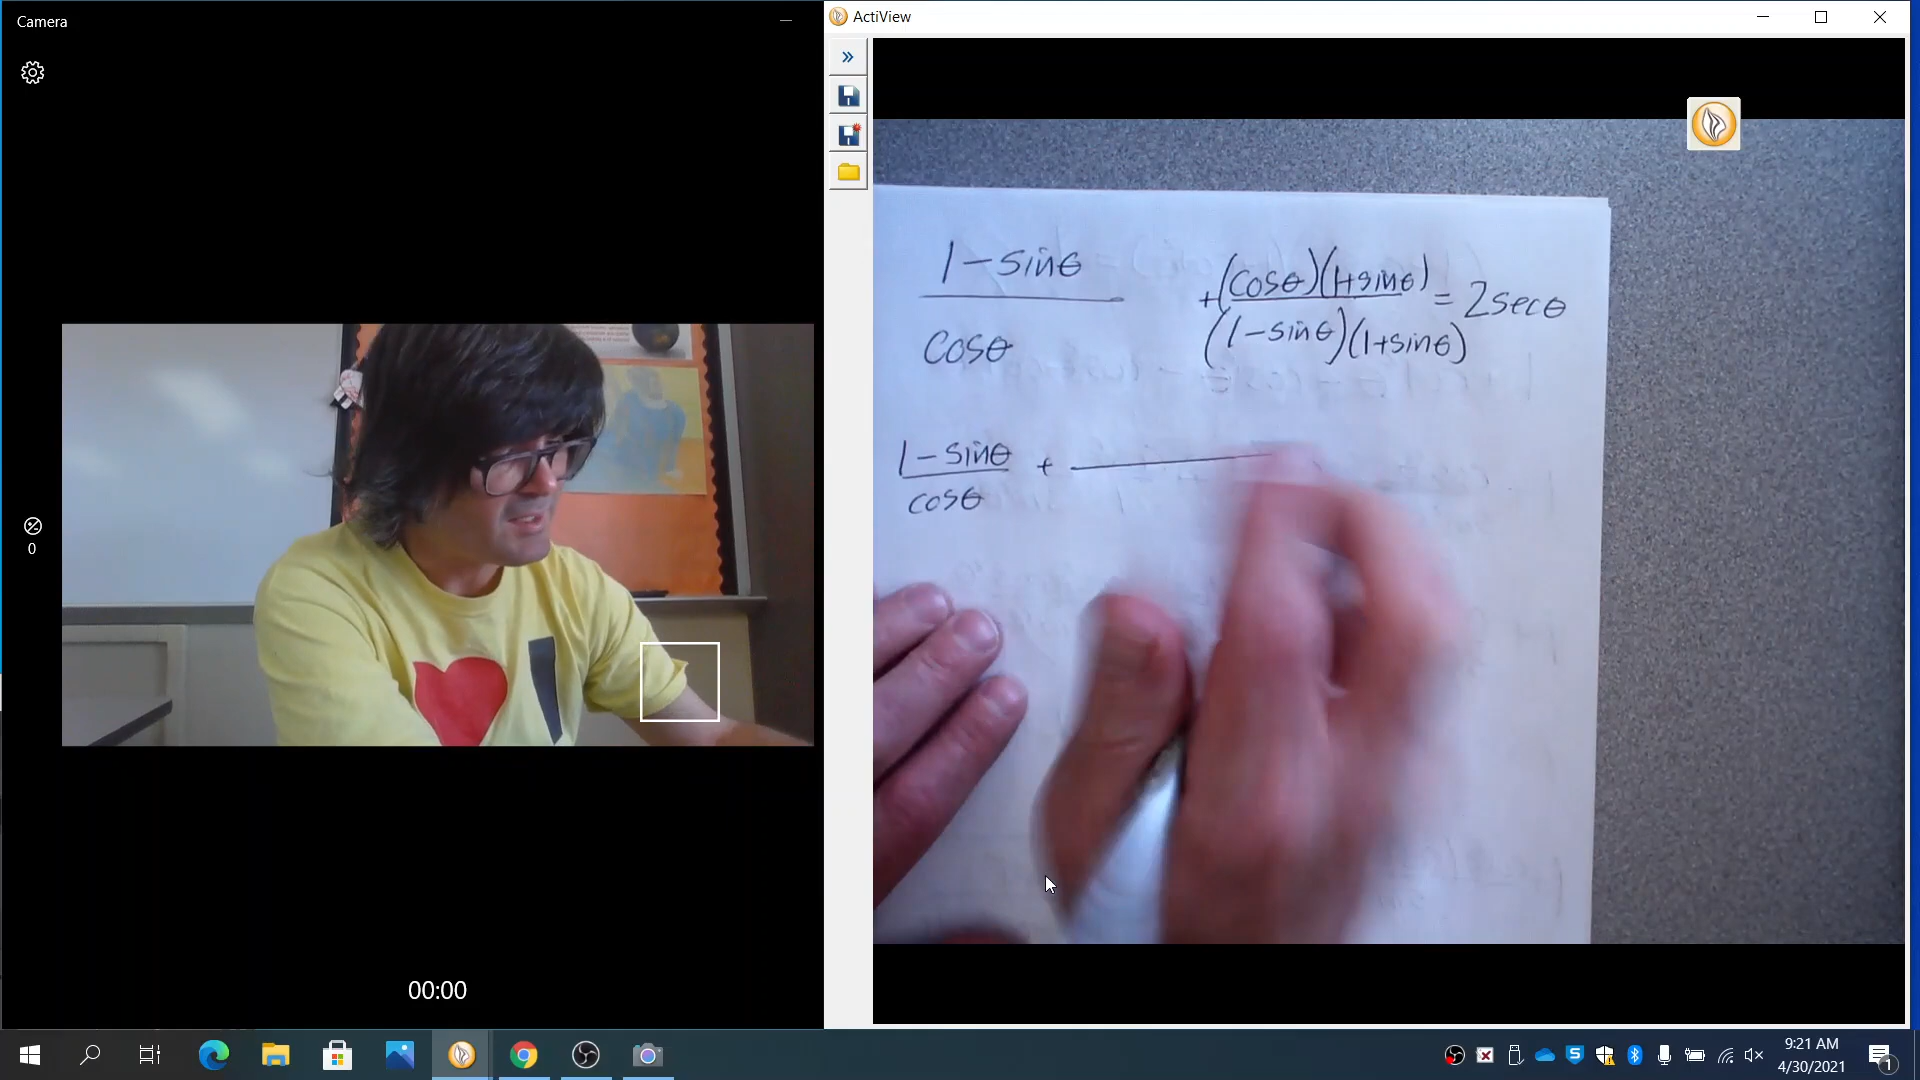 Camera
ActiView
»
1-sinθ
cosθ
+ (cosθ)(1+sinθ) = 2secθ
(1-sinθ)(1+sinθ)
1-sinθ +
cosθ
0
00:00
9:21 AM
4/30/2021
1